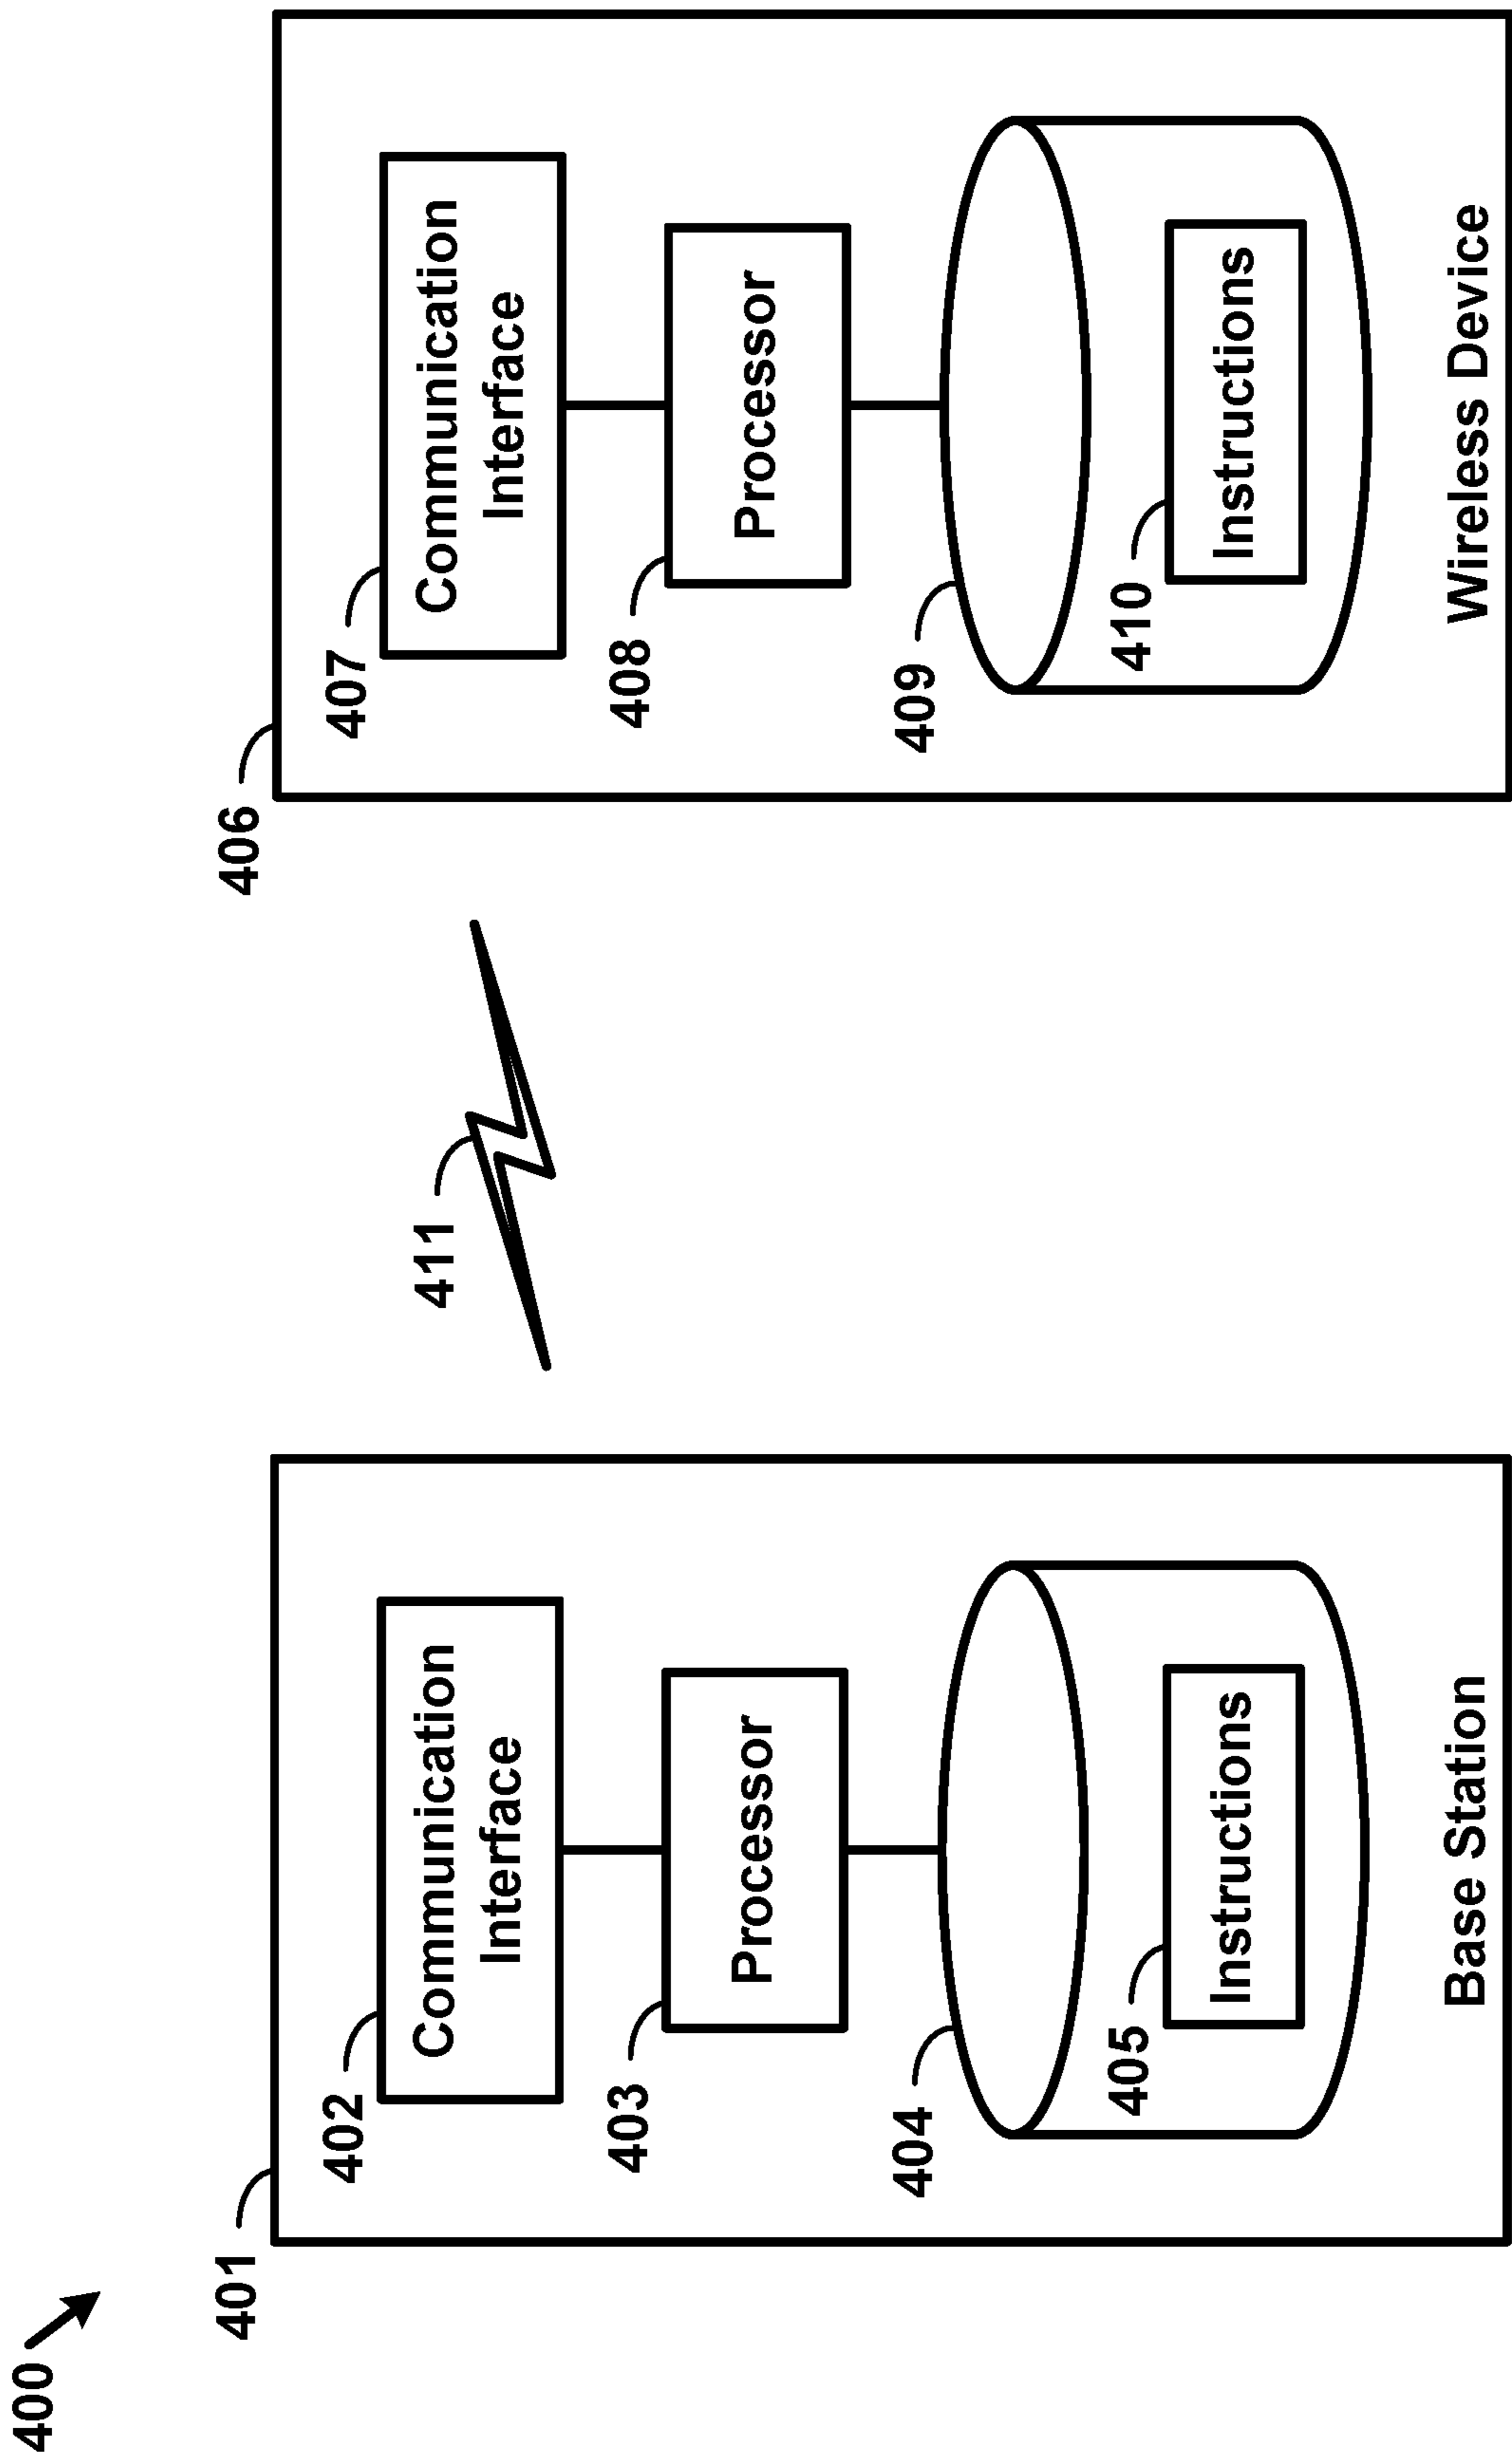 400
401
402
Communication
Interface
403
Processor
404
405
Instructions
Base Station
411
406
407
Communication
Interface
408
Processor
409
410
Instructions
Wireless Device